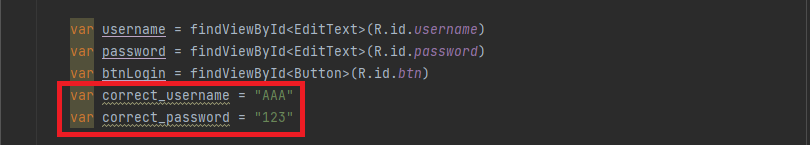 var username = findViewById<EditText>(R.id.username)
var password = findViewById<EditText>(R.id.password)
var btnLogin = findViewById<Button>(R.id.btn)
var correct_username = "AAA"
var correct_password = "123"